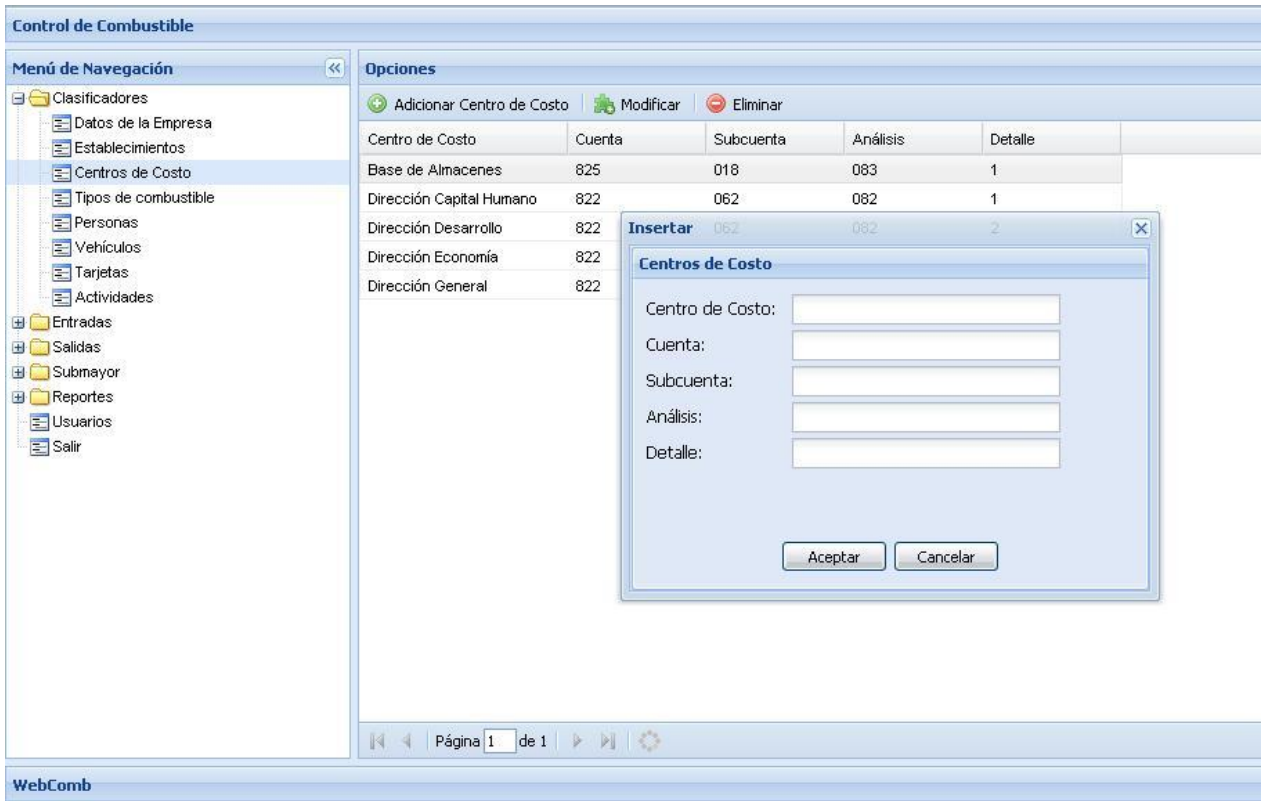 Control de Combustible
Menú de Navegación
Clasificadores
Datos de la Empresa
Establecimientos
Centros de Costo
Tipos de combustible
Personas
Vehículos
Tarjetas
Actividades
Entradas
Salidas
Submayor
Reportes
Usuarios
Salir
Opciones
Adicionar Centro de Costo Modificar Eliminar
Centro de Costo Cuenta Subcuenta Análisis Detalle
Base de Almacenes 825 018 083 1
Dirección Capital Humano 822 062 082 1
Dirección Desarrollo 822 062 082 2
Dirección Economía 822
Dirección General 822
Insertar
Centros de Costo
Centro de Costo:
Cuenta:
Subcuenta:
Análisis:
Detalle:
Aceptar Cancelar
Página 1 de 1
WebComb